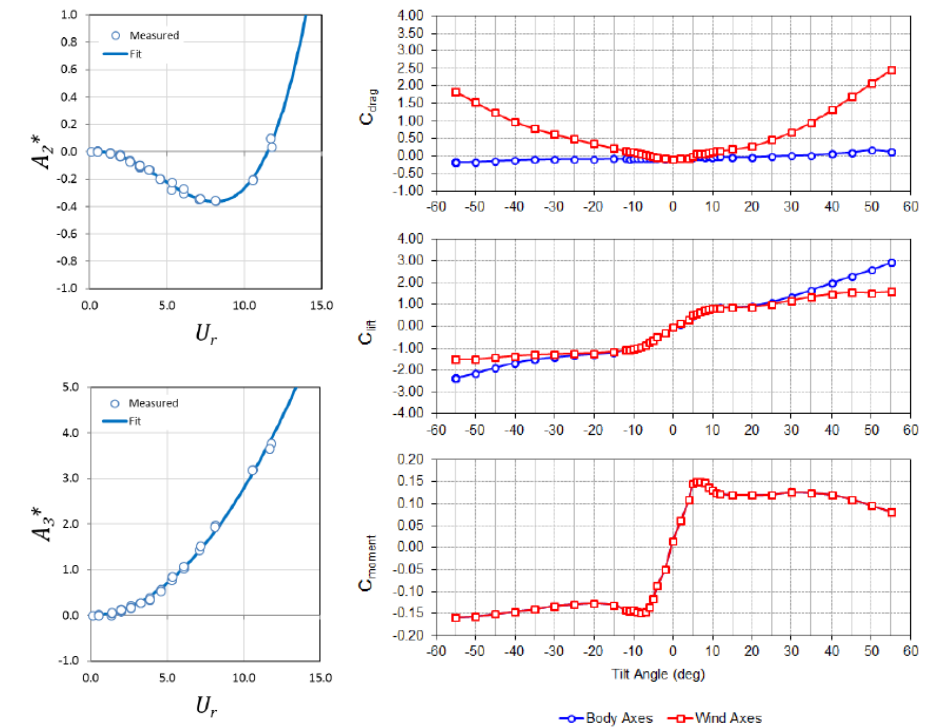 1.0
0.8
0.6
0.4
0.2
0.0
-0.2
-0.4
-0.6
-0.8
-1.0
A₂*
Measured
Fit
0.0 5.0 10.0 15.0
Uᵣ
5.0
4.0
3.0
2.0
1.0
0.0
-1.0
A₃*
Measured
Fit
0.0 5.0 10.0 15.0
Uᵣ
4.00
3.50
3.00
2.50
2.00
1.50
1.00
0.50
0.00
-0.50
-1.00
Cdrag
-60 -50 -40 -30 -20 -10 0 10 20 30 40 50 60
4.00
3.00
2.00
1.00
0.00
-1.00
-2.00
-3.00
-4.00
Clift
-60 -50 -40 -30 -20 -10 0 10 20 30 40 50 60
0.20
0.15
0.10
0.05
0.00
-0.05
-0.10
-0.15
-0.20
Cmoment
-60 -50 -40 -30 -20 -10 0 10 20 30 40 50 60
Tilt Angle (deg)
Body Axes Wind Axes